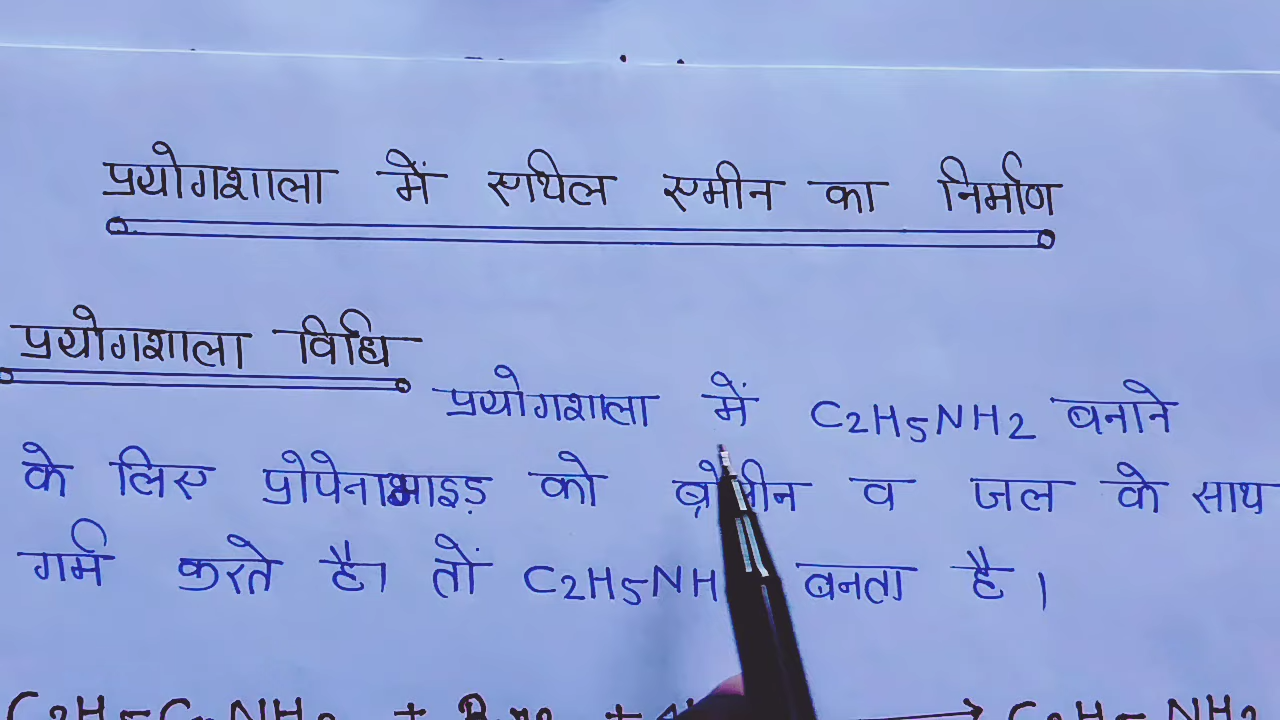 प्रयोगशाला में एथिल एमीन का निर्माण
प्रयोगशाला विधि
प्रयोगशाला में C2H5NH2 बनाने
के लिए प्रोपेनामाइड़ को व जल के साथ
गर्म करते है। तों C2H5NH बनता है।